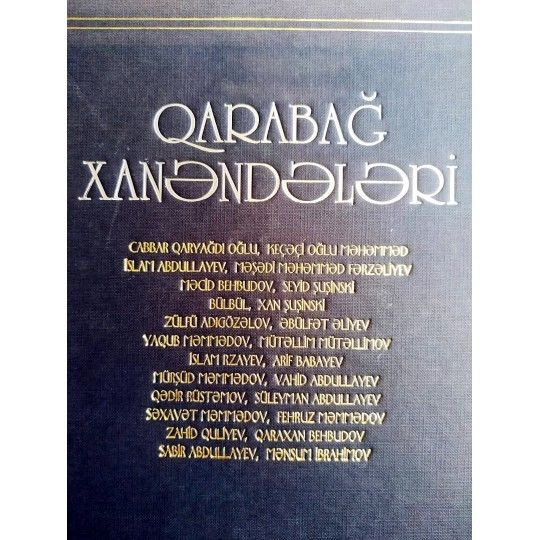 QARABAĞ
XANƏNDƏLƏRİ
CABBAR QARYAĞDI OĞLU, KEÇƏÇİ OĞLU MƏHƏMMƏD
İSLAM ABDULLAYEV, MƏŞƏDİ MƏHƏMMƏD FƏRZƏLİYEV
MƏCİD BEHBUDOV, SEYİD ŞUŞİNSKİ
BÜLBÜL, XAN ŞUŞİNSKİ
ZÜLFÜ ADIGÖZƏLOV, ƏBÜLFƏT ƏLİYEV
YAQUB MƏMMƏDOV, MÜTƏLLİM MÜTƏLLİMOV
İSLAM RZAYEV, ARİF BABAYEV
MÜRŞÜD MƏMMƏDOV, VAHİD ABDULLAYEV
QƏDİR RÜSTƏMOV, SÜLEYMAN ABDULLAYEV
SƏXAVƏT MƏMMƏDOV, FEHRUZ MƏMMƏDOV
ZAHİD QULİYEV, QARAXAN BEHBUDOV
SABİR ABDULLAYEV, MƏNSUM İBRAHİMOV